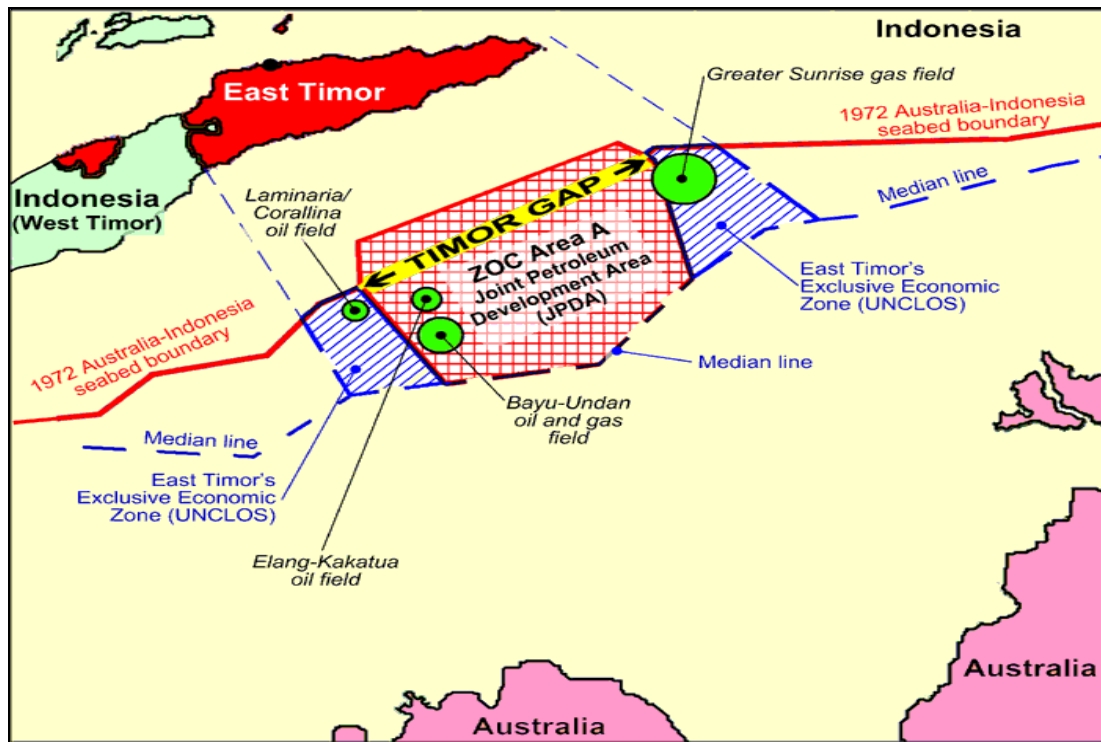 Indonesia
Greater Sunrise gas field
East Timor
1972 Australia-Indonesia
seabed boundary
Indonesia
(West Timor)
Laminaria/
Corallina
oil field
TIMOR GAP
Median line
ZOC Area A
Joint Petroleum
Development Area
(JPDA)
East Timor's
Exclusive Economic
Zone (UNCLOS)
1972 Australia-Indonesia
seabed boundary
Median line
Bayu-Undan
oil and gas
field
Median line
East Timor's
Exclusive Economic
Zone (UNCLOS)
Elang-Kakatua
oil field
Australia
Australia